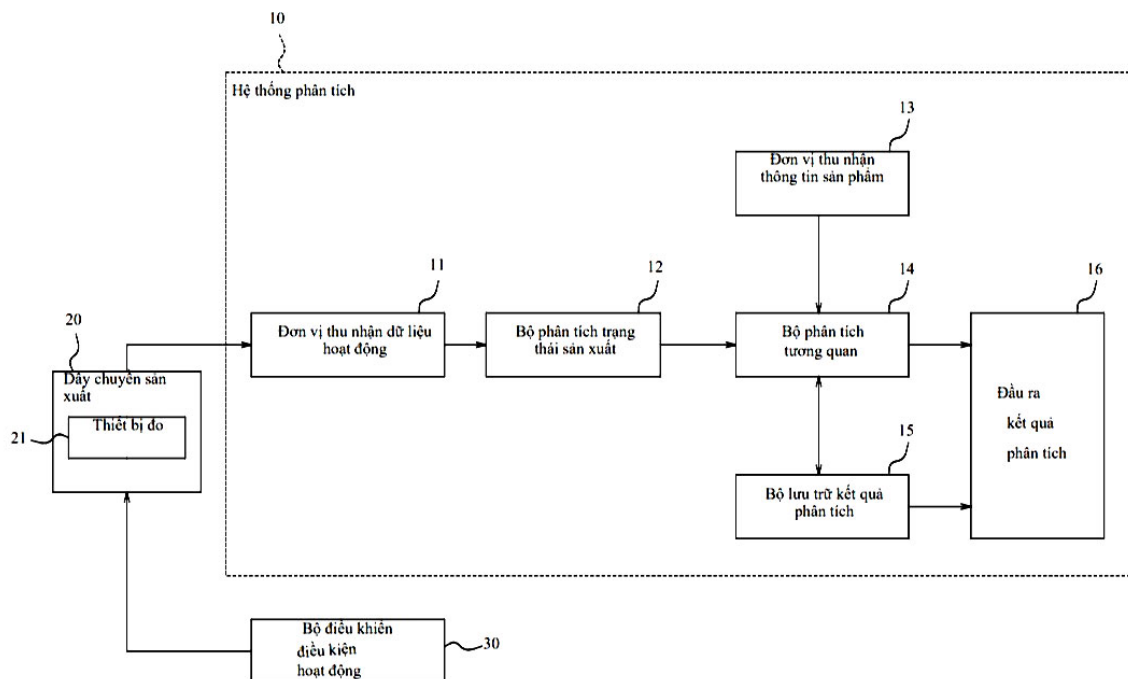 10
Hệ thống phân tích
13
Đơn vị thu nhận
thông tin sản phẩm
11
12
14
16
Đơn vị thu nhận dữ liệu
hoạt động
Bộ phân tích trạng
thái sản xuất
Bộ phân tích
tương quan
20
Dây chuyền sản
xuất
21
Thiết bị đo
Đầu ra
kết quả
phân tích
15
Bộ lưu trữ kết quả
phân tích
Bộ điều khiển
điều kiện
hoạt động
30